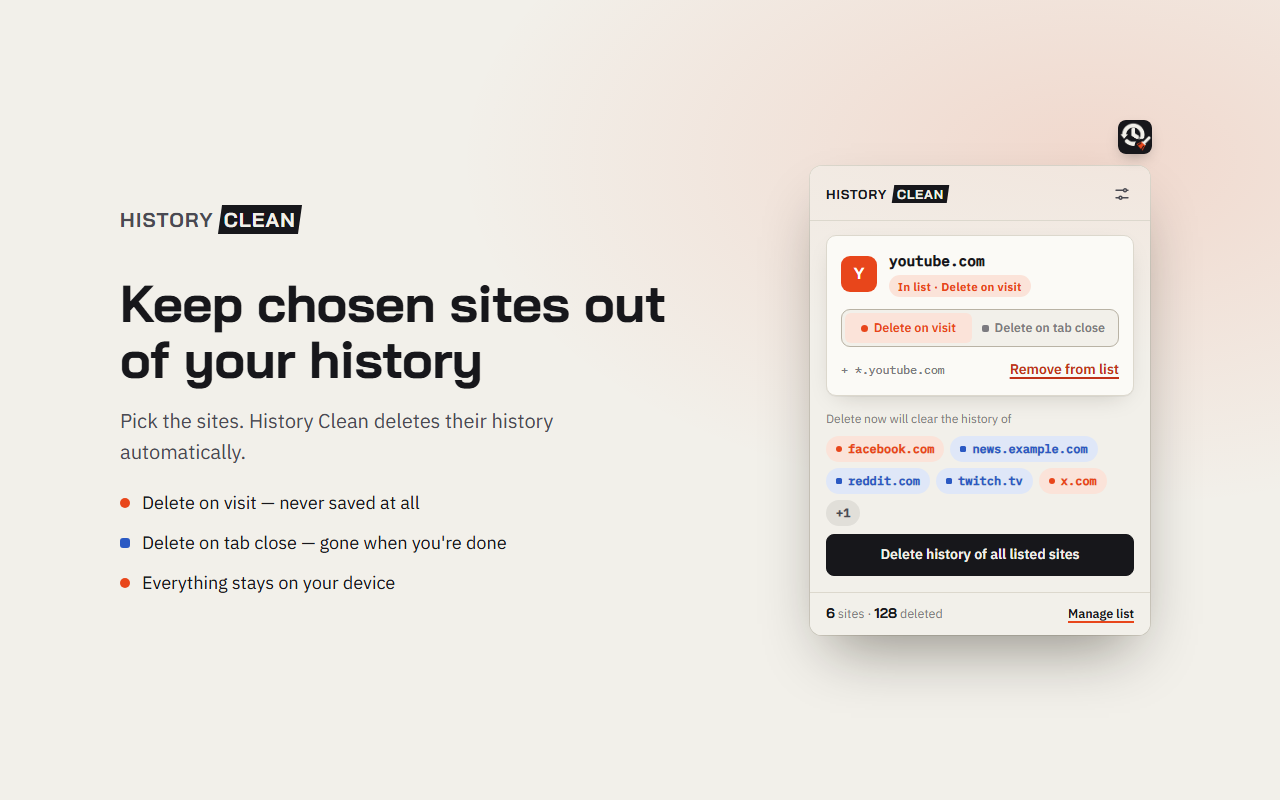 HISTORY CLEAN
Keep chosen sites out
of your history
Pick the sites. History Clean deletes their history
automatically.
Delete on visit — never saved at all
Delete on tab close — gone when you're done
Everything stays on your device
HISTORY CLEAN
Y
youtube.com
In list · Delete on visit
Delete on visit
Delete on tab close
+ *.youtube.com
Remove from list
Delete now will clear the history of
facebook.com
news.example.com
reddit.com
twitch.tv
x.com
+1
Delete history of all listed sites
6 sites · 128 deleted
Manage list